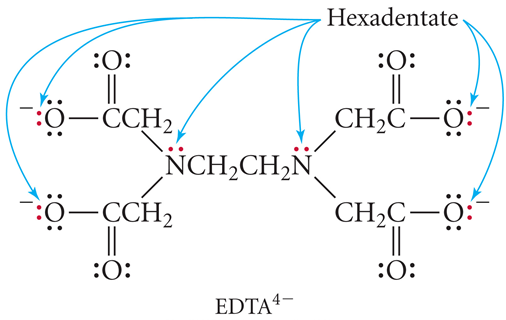 Hexadentate
:O: :O:
− :O — CCH₂ CH₂C — O: −
NCH₂CH₂N
− :O — CCH₂ CH₂C — O: −
:O: :O:
EDTA⁴⁻